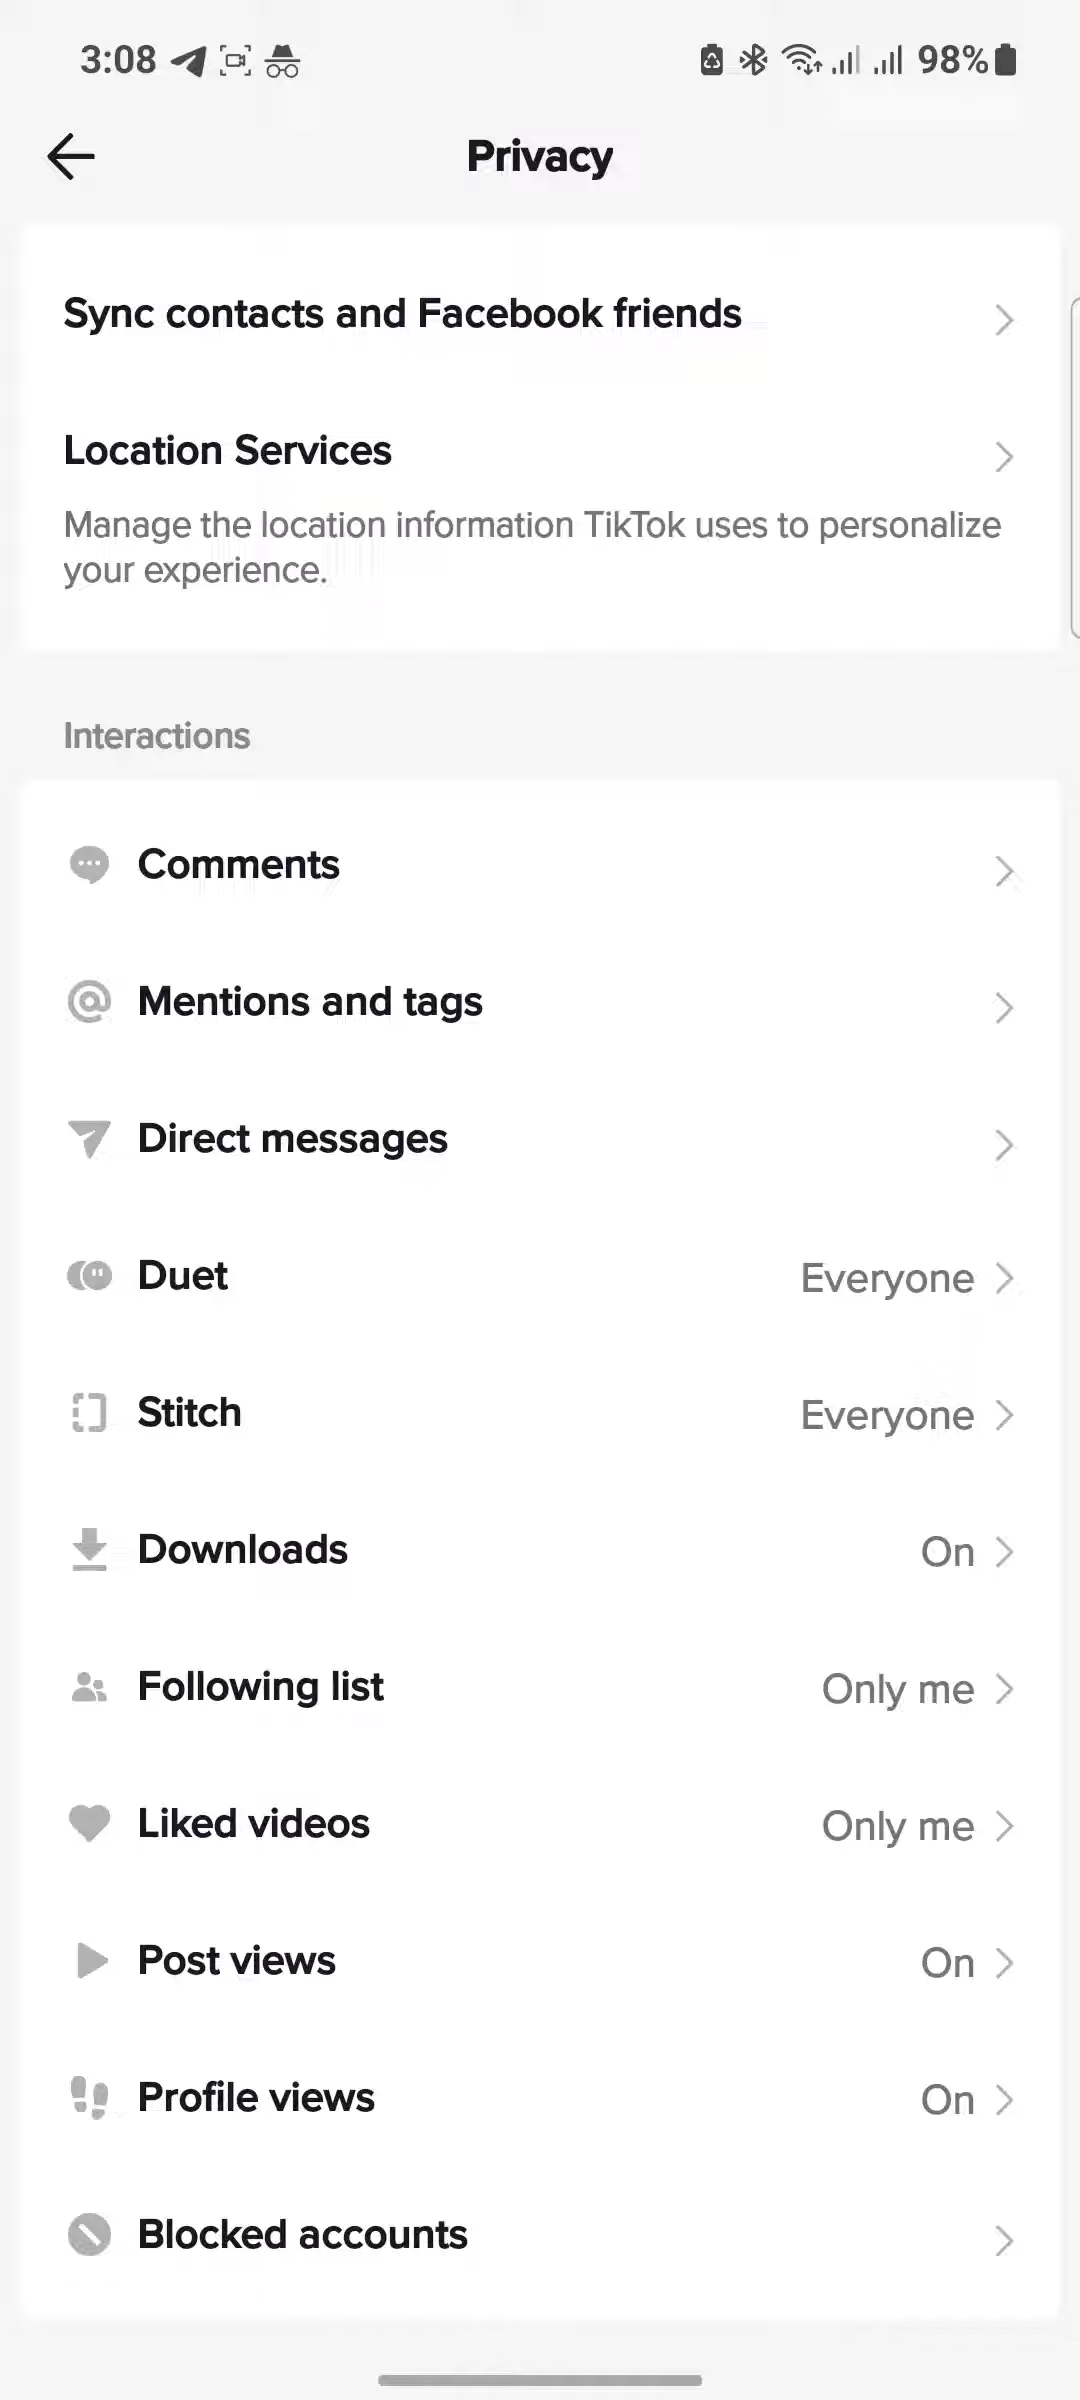 3:08 98%
Privacy
Sync contacts and Facebook friends
Location Services
Manage the location information TikTok uses to personalize
your experience.
Interactions
Comments
Mentions and tags
Direct messages
Duet Everyone
Stitch Everyone
Downloads On
Following list Only me
Liked videos Only me
Post views On
Profile views On
Blocked accounts